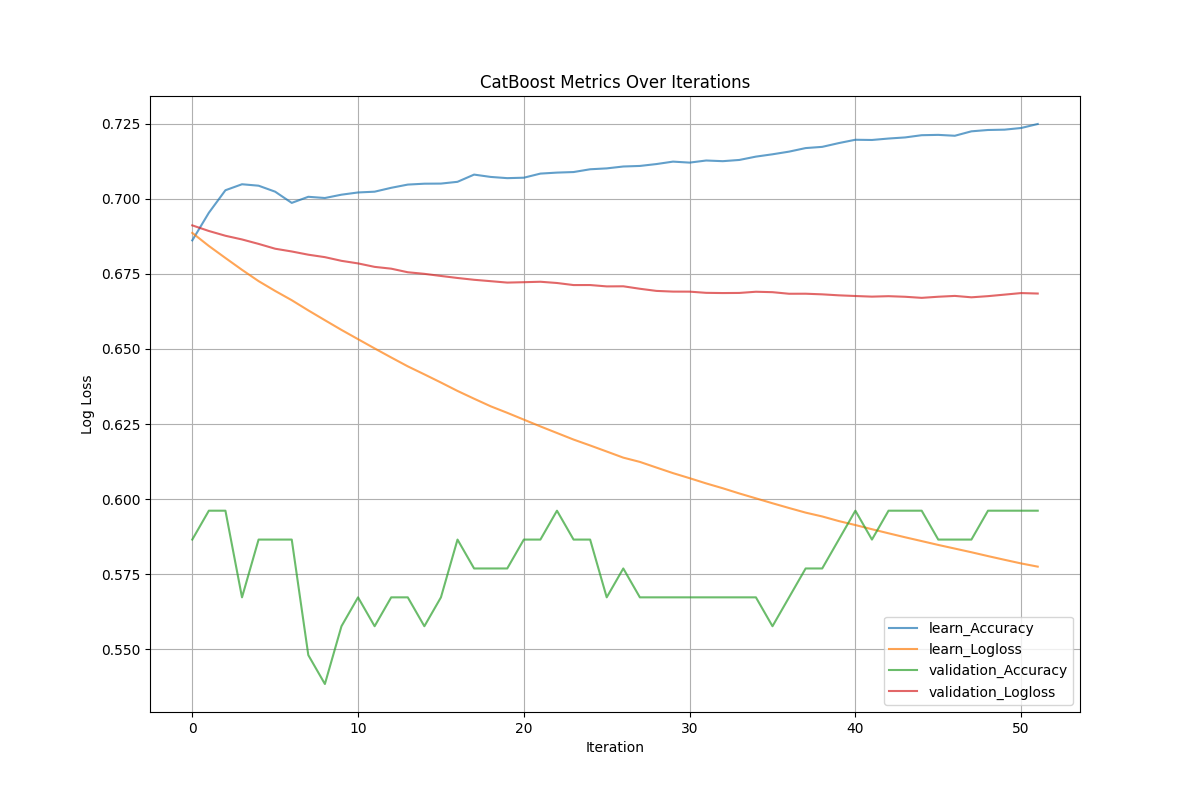 CatBoost Metrics Over Iterations
0.725
0.700
0.675
0.650
0.625
0.600
0.575
0.550
Log Loss
0 10 20 30 40 50
Iteration
learn_Accuracy
learn_Logloss
validation_Accuracy
validation_Logloss